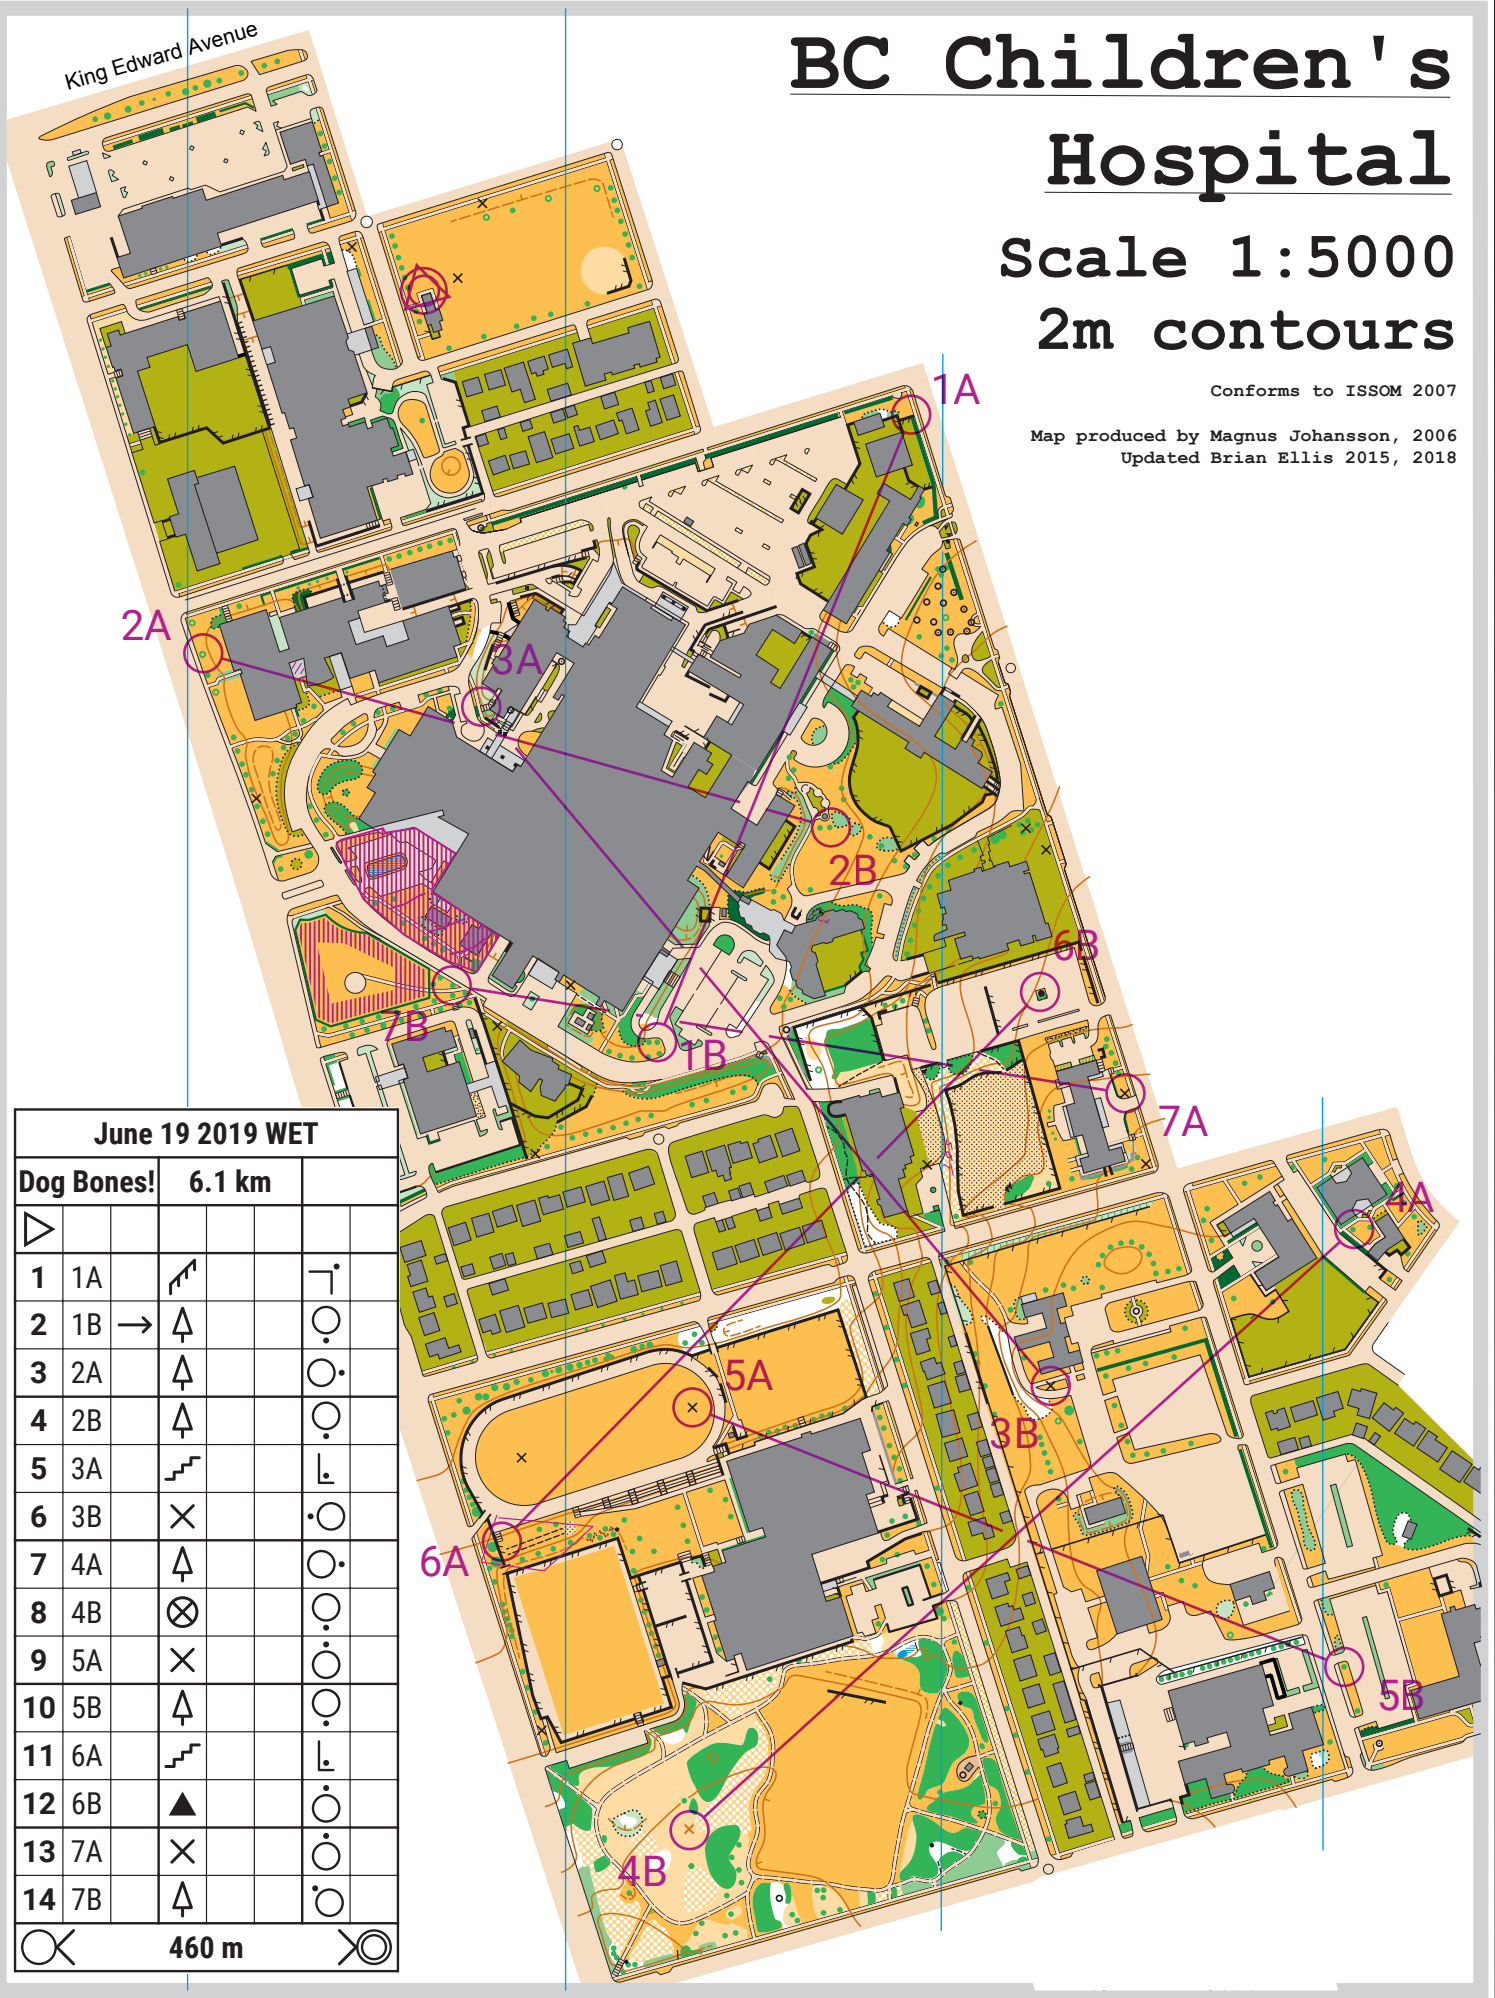 King Edward Avenue
BC Children's
Hospital
Scale 1:5000
2m contours
Conforms to ISSOM 2007
Map produced by Magnus Johansson, 2006
Updated Brian Ellis 2015, 2018
1A
2A
3A
2B
6B
7B
1B
7A
4A
5A
3B
6A
5B
4B
June 19 2019 WET
Dog Bones! 6.1 km
1 1A
2 1B
3 2A
4 2B
5 3A
6 3B
7 4A
8 4B
9 5A
10 5B
11 6A
12 6B
13 7A
14 7B
460 m